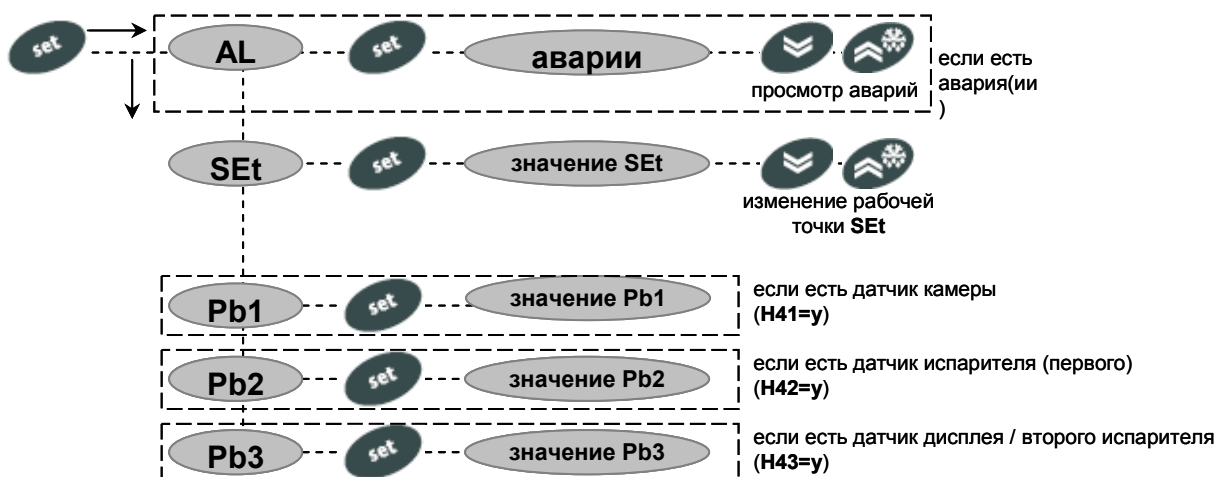 set
AL
set
аварии
просмотр аварий
если есть
авария(ии
)
SEt
set
значение SEt
изменение рабочей
точки SEt
Pb1
set
значение Pb1
если есть датчик камеры
(H41=y)
Pb2
set
значение Pb2
если есть датчик испарителя (первого)
(H42=y)
Pb3
set
значение Pb3
если есть датчик дисплея / второго испарителя
(H43=y)